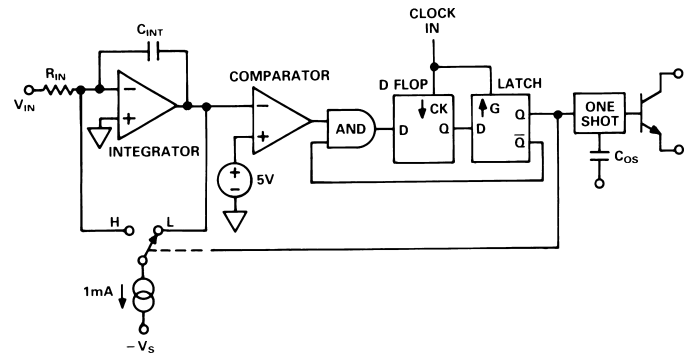 CLOCK
IN
C_INT
R_IN
V_IN
−
+
INTEGRATOR
COMPARATOR
−
+
+
−
5V
AND
D FLOP
CK
D
Q
LATCH
G
D
Q
Q̅
ONE
SHOT
C_OS
H
L
1mA
−V_S